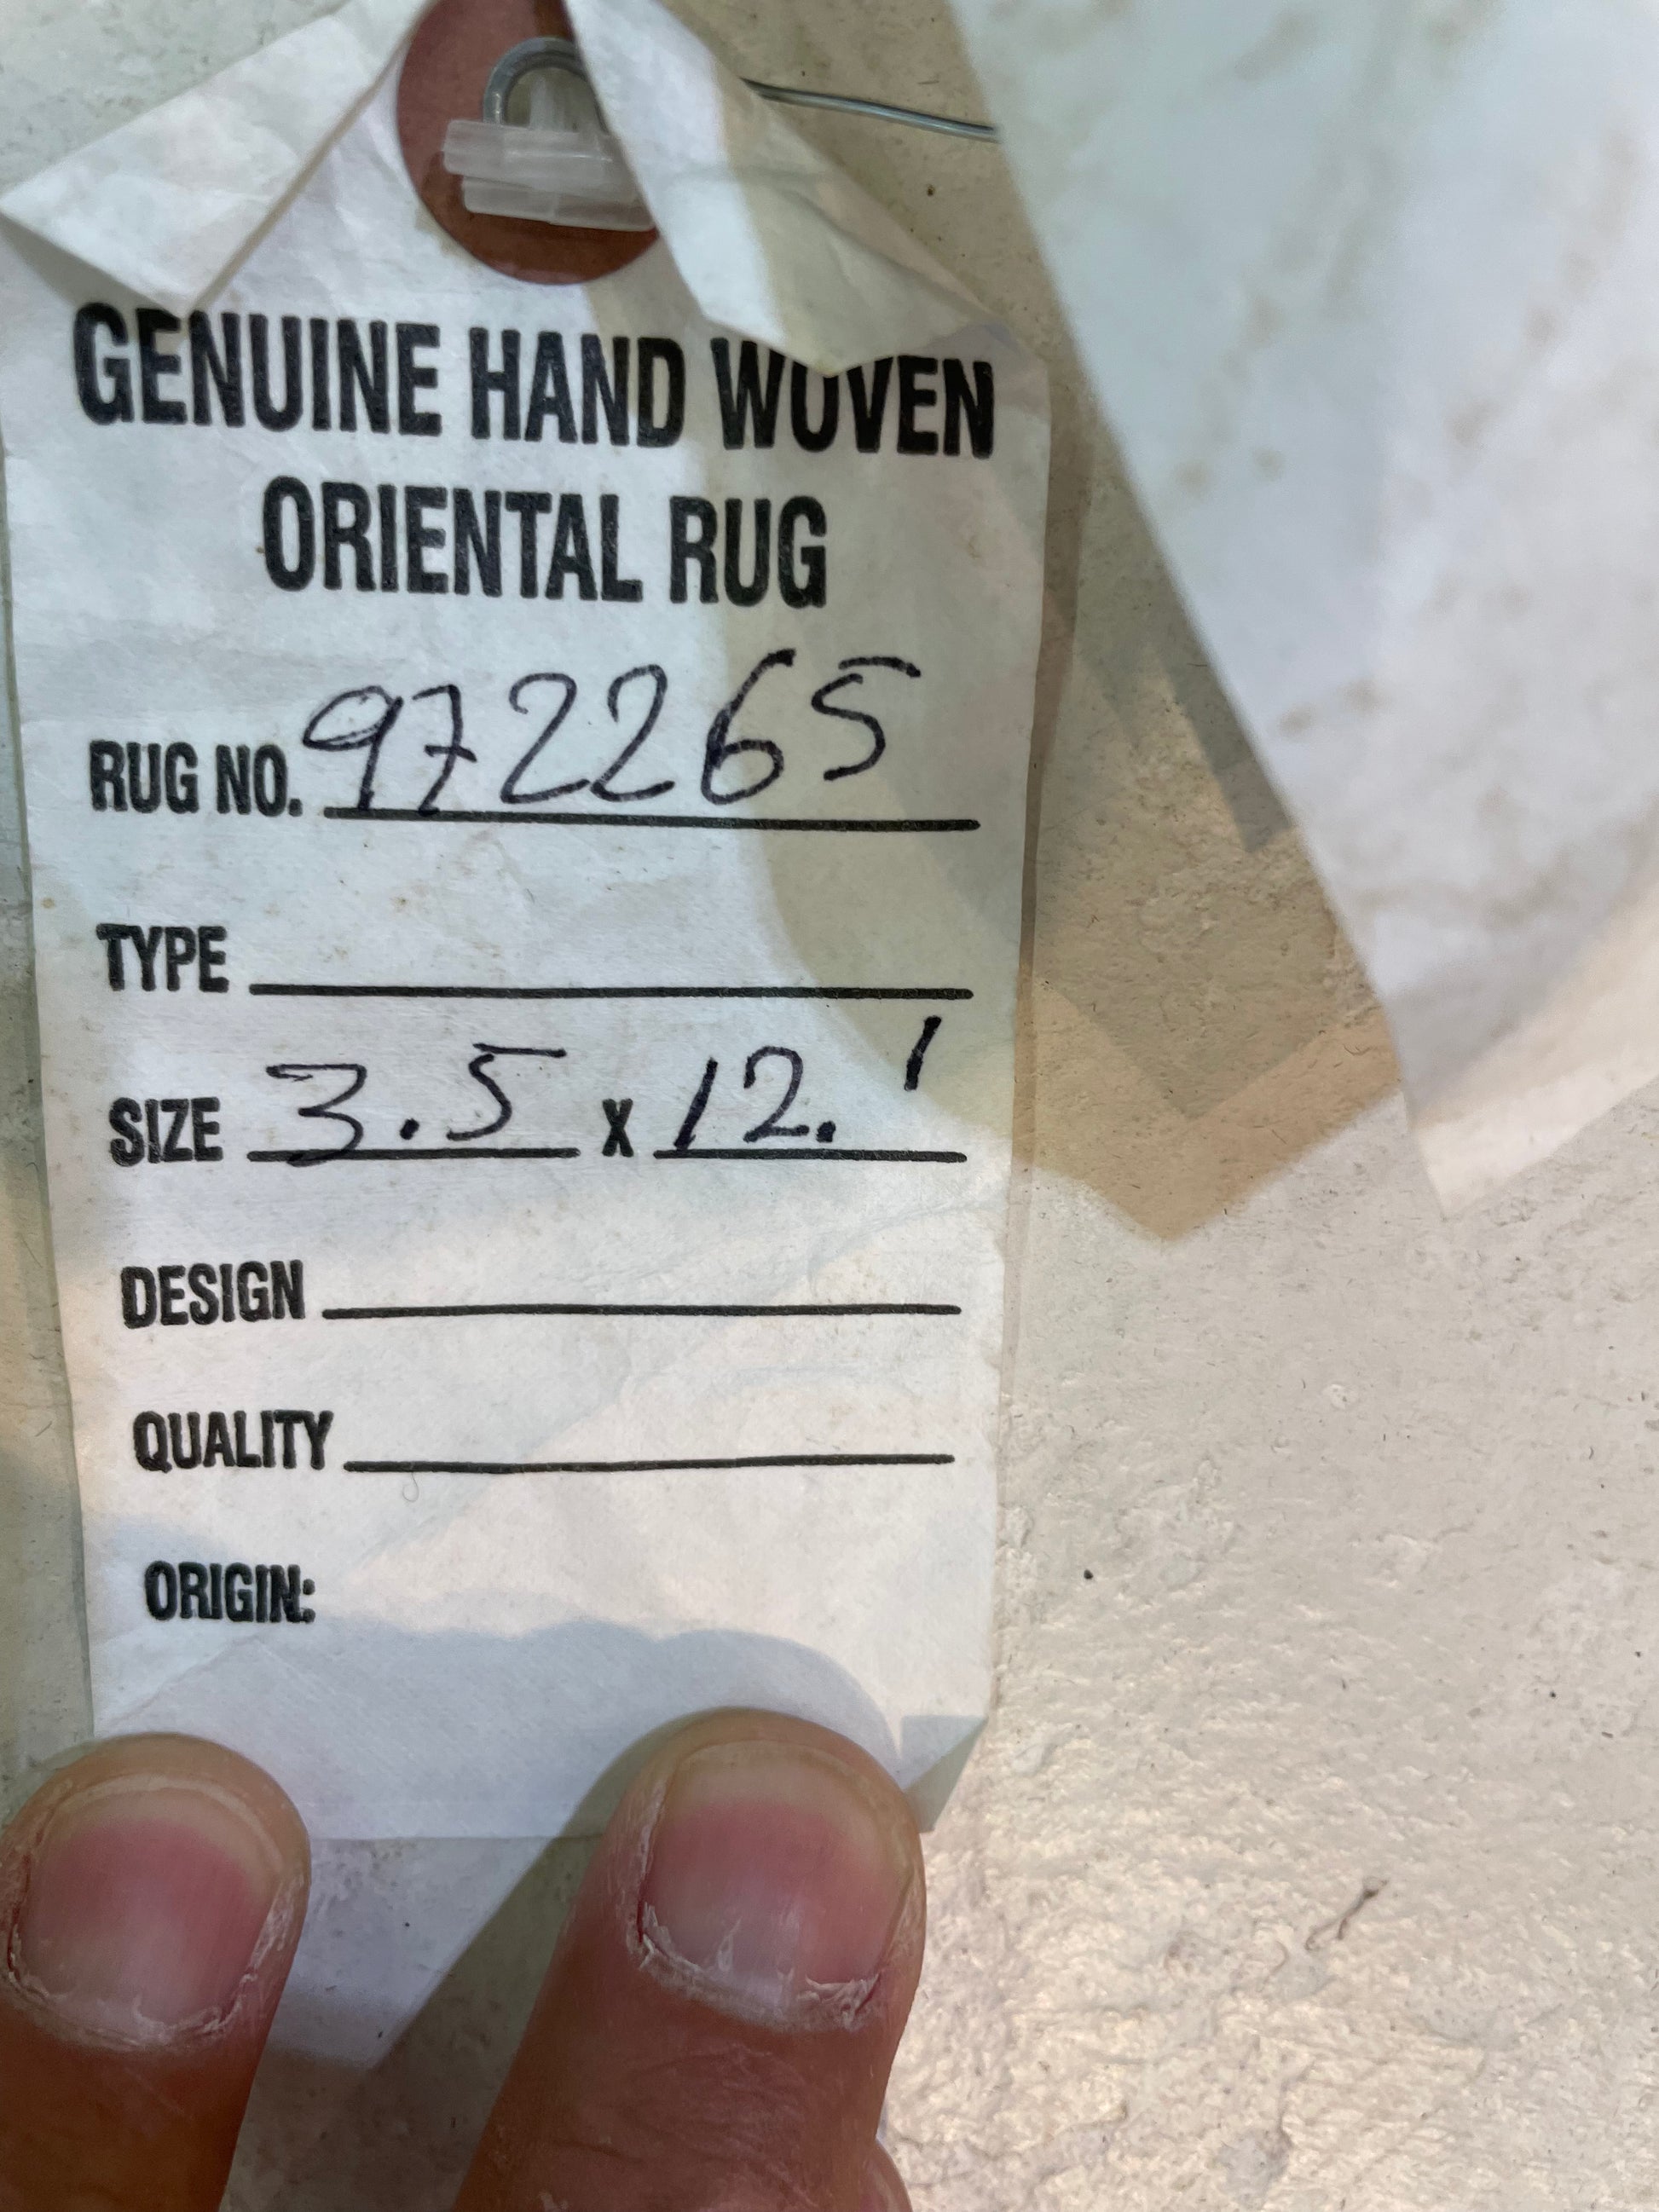 GENUINE HAND WOVEN
ORIENTAL RUG
RUG NO. 972265
TYPE
SIZE 3.5 x 12.'
DESIGN
QUALITY
ORIGIN: